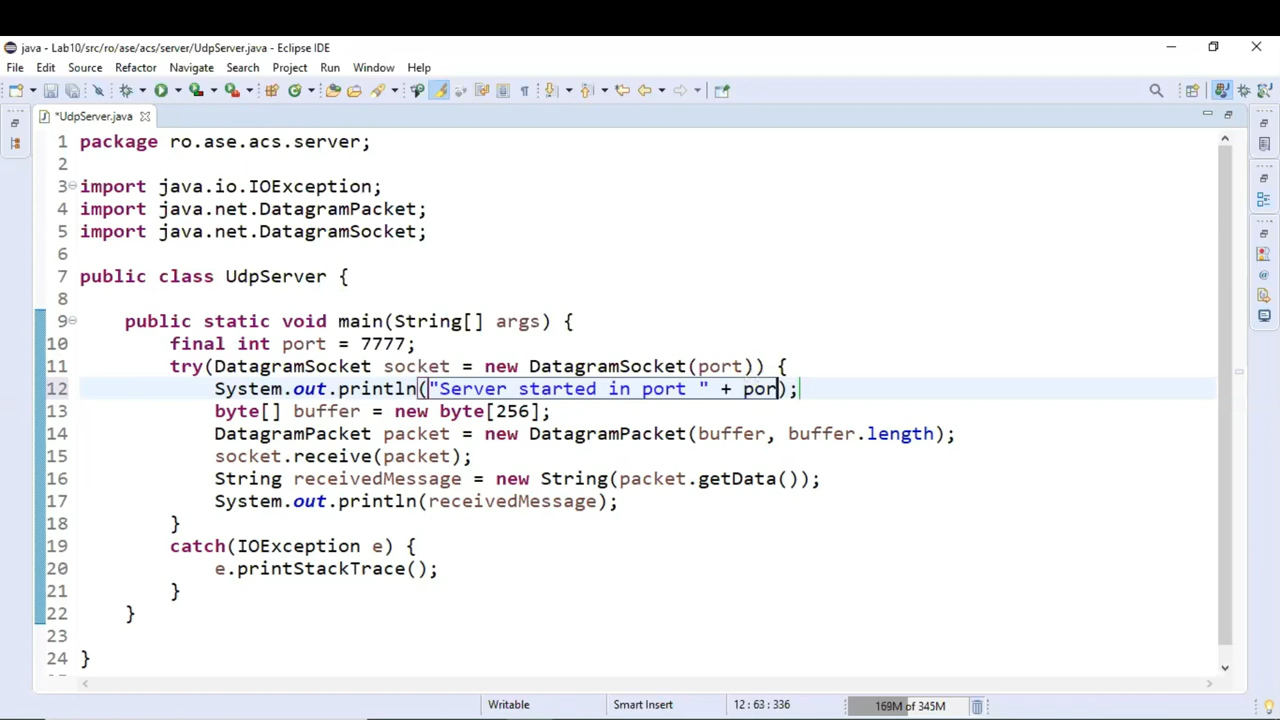 java - Lab10/src/ro/ase/acs/server/UdpServer.java - Eclipse IDE
File Edit Source Refactor Navigate Search Project Run Window Help
*UdpServer.java
1 package ro.ase.acs.server;
2
3 import java.io.IOException;
4 import java.net.DatagramPacket;
5 import java.net.DatagramSocket;
6
7 public class UdpServer {
8
9 public static void main(String[] args) {
10 final int port = 7777;
11 try(DatagramSocket socket = new DatagramSocket(port)) {
12 System.out.println("Server started in port " + por);
13 byte[] buffer = new byte[256];
14 DatagramPacket packet = new DatagramPacket(buffer, buffer.length);
15 socket.receive(packet);
16 String receivedMessage = new String(packet.getData());
17 System.out.println(receivedMessage);
18 }
19 catch(IOException e) {
20 e.printStackTrace();
21 }
22 }
23
24 }
Writable Smart Insert 12 : 63 : 336 169M of 345M